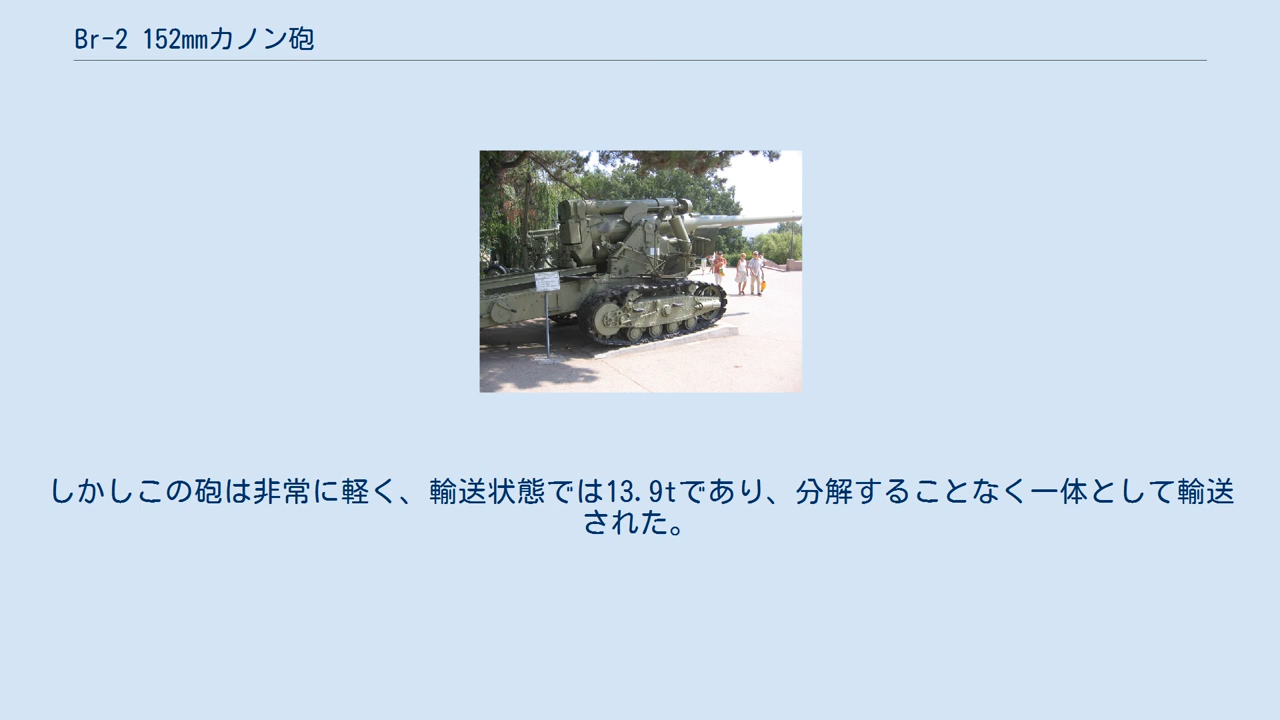 Br-2 152mmカノン砲
しかしこの砲は非常に軽く、輸送状態では13.9tであり、分解することなく一体として輸送
された。